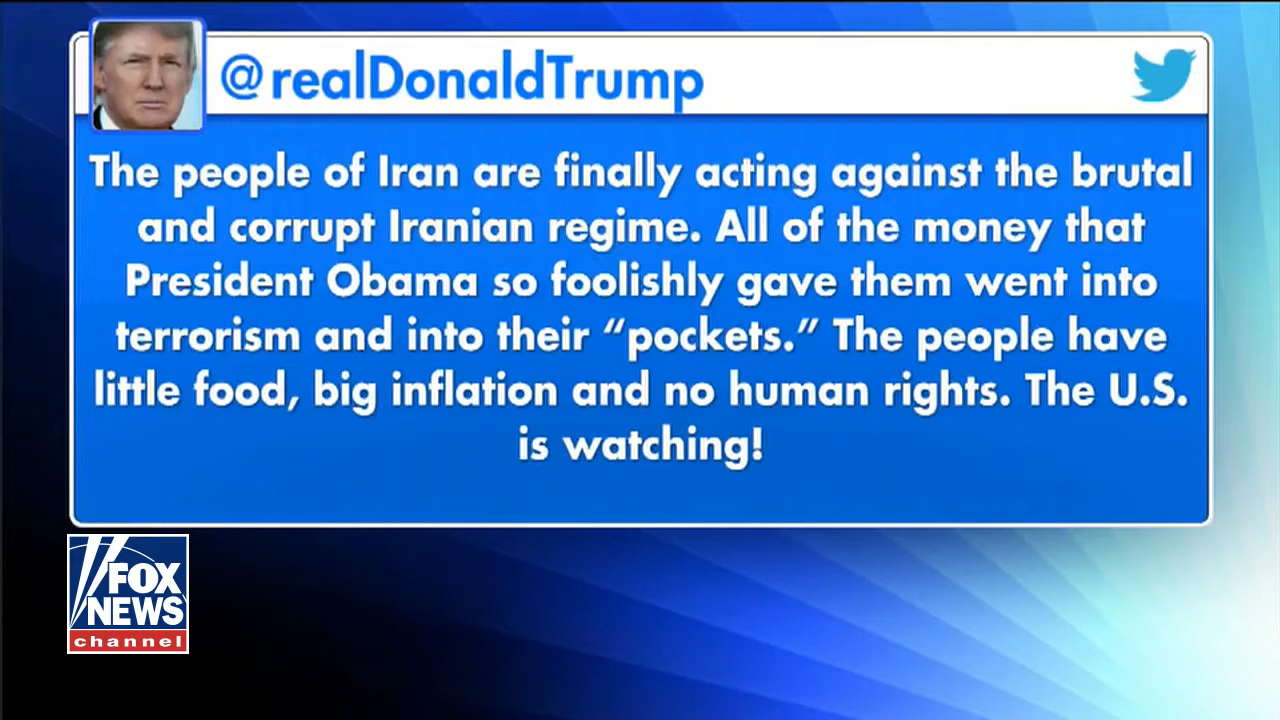 @realDonaldTrump
The people of Iran are finally acting against the brutal
and corrupt Iranian regime. All of the money that
President Obama so foolishly gave them went into
terrorism and into their “pockets.” The people have
little food, big inflation and no human rights. The U.S.
is watching!
FOX
NEWS
channel